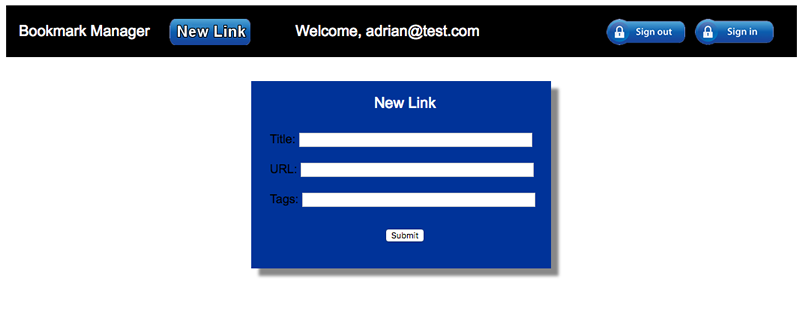 Bookmark Manager New Link Welcome, adrian@test.com Sign out Sign in
New Link
Title:
URL:
Tags:
Submit